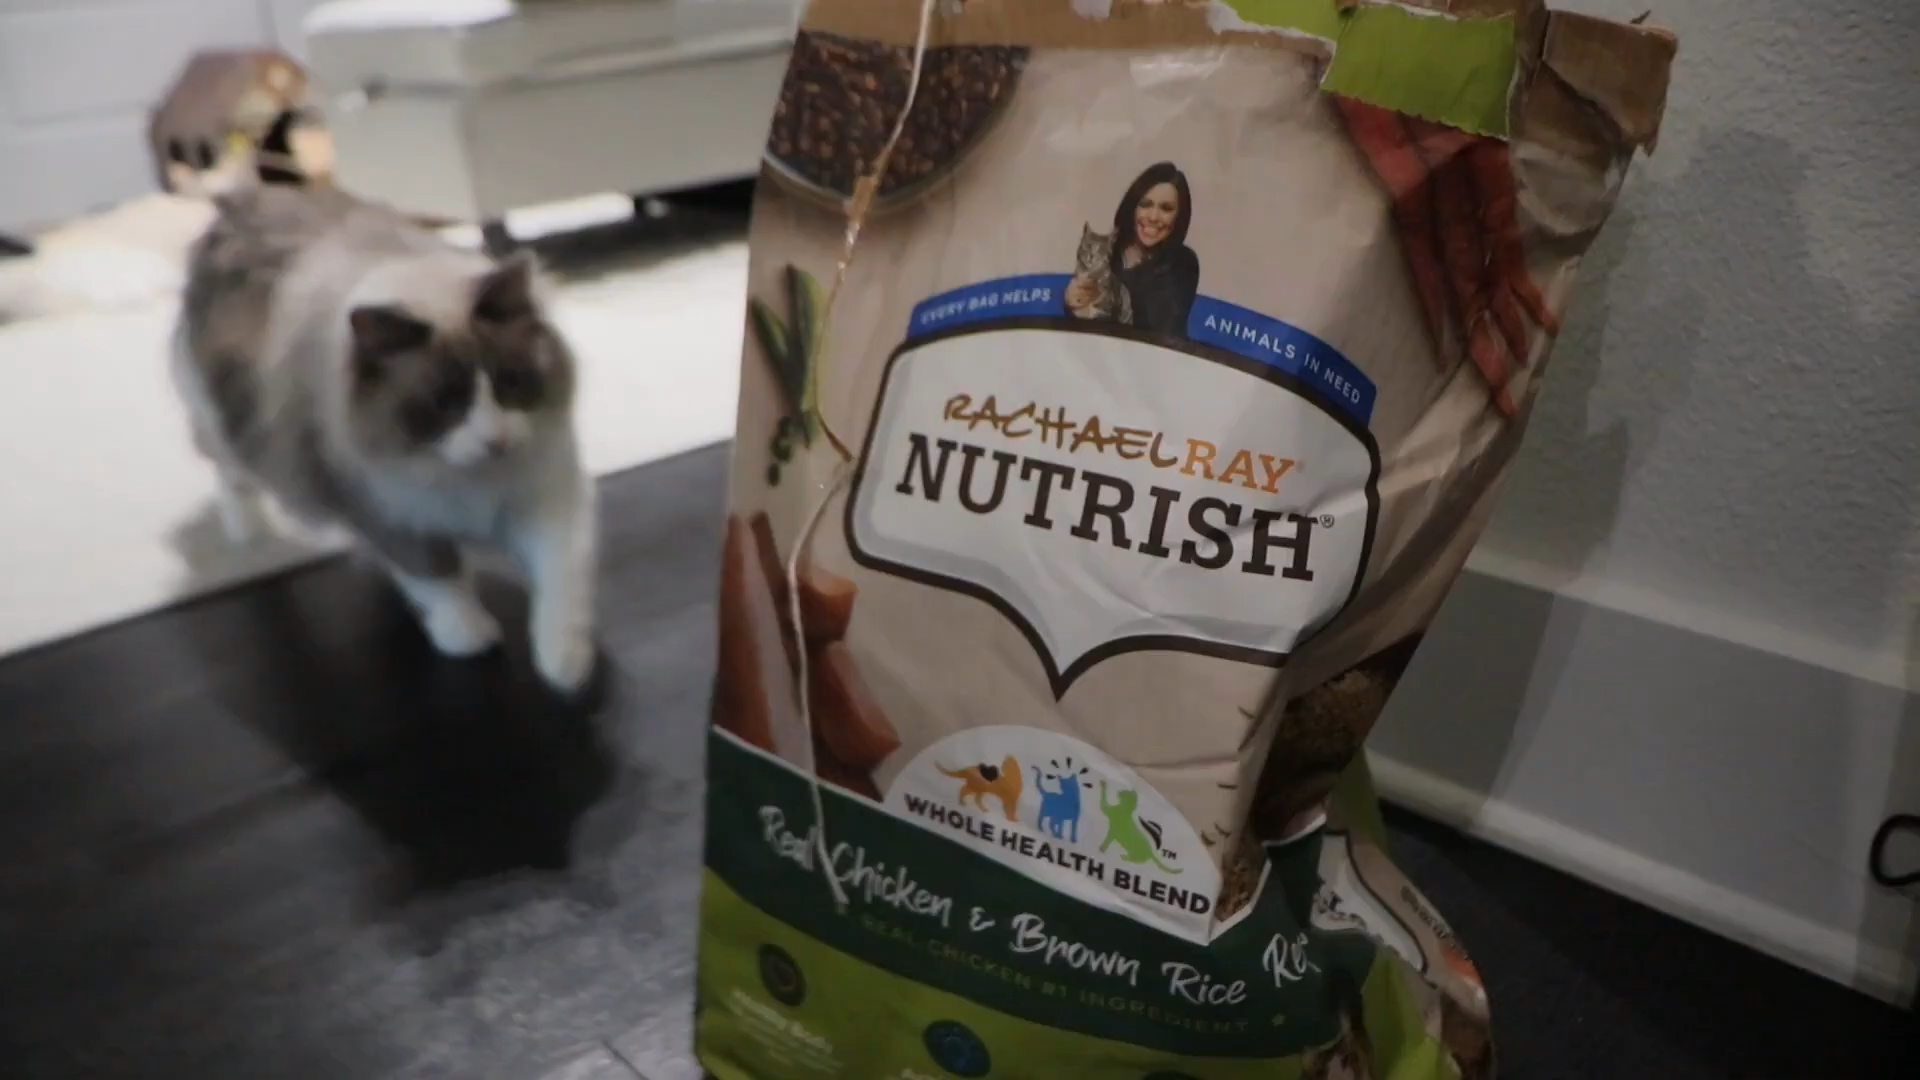 EVERY BAG HELPS
ANIMALS IN NEED
RACHAEL RAY®
NUTRISH®
WHOLE HEALTH BLEND™
Real Chicken & Brown Rice
REAL CHICKEN #1 INGREDIENT